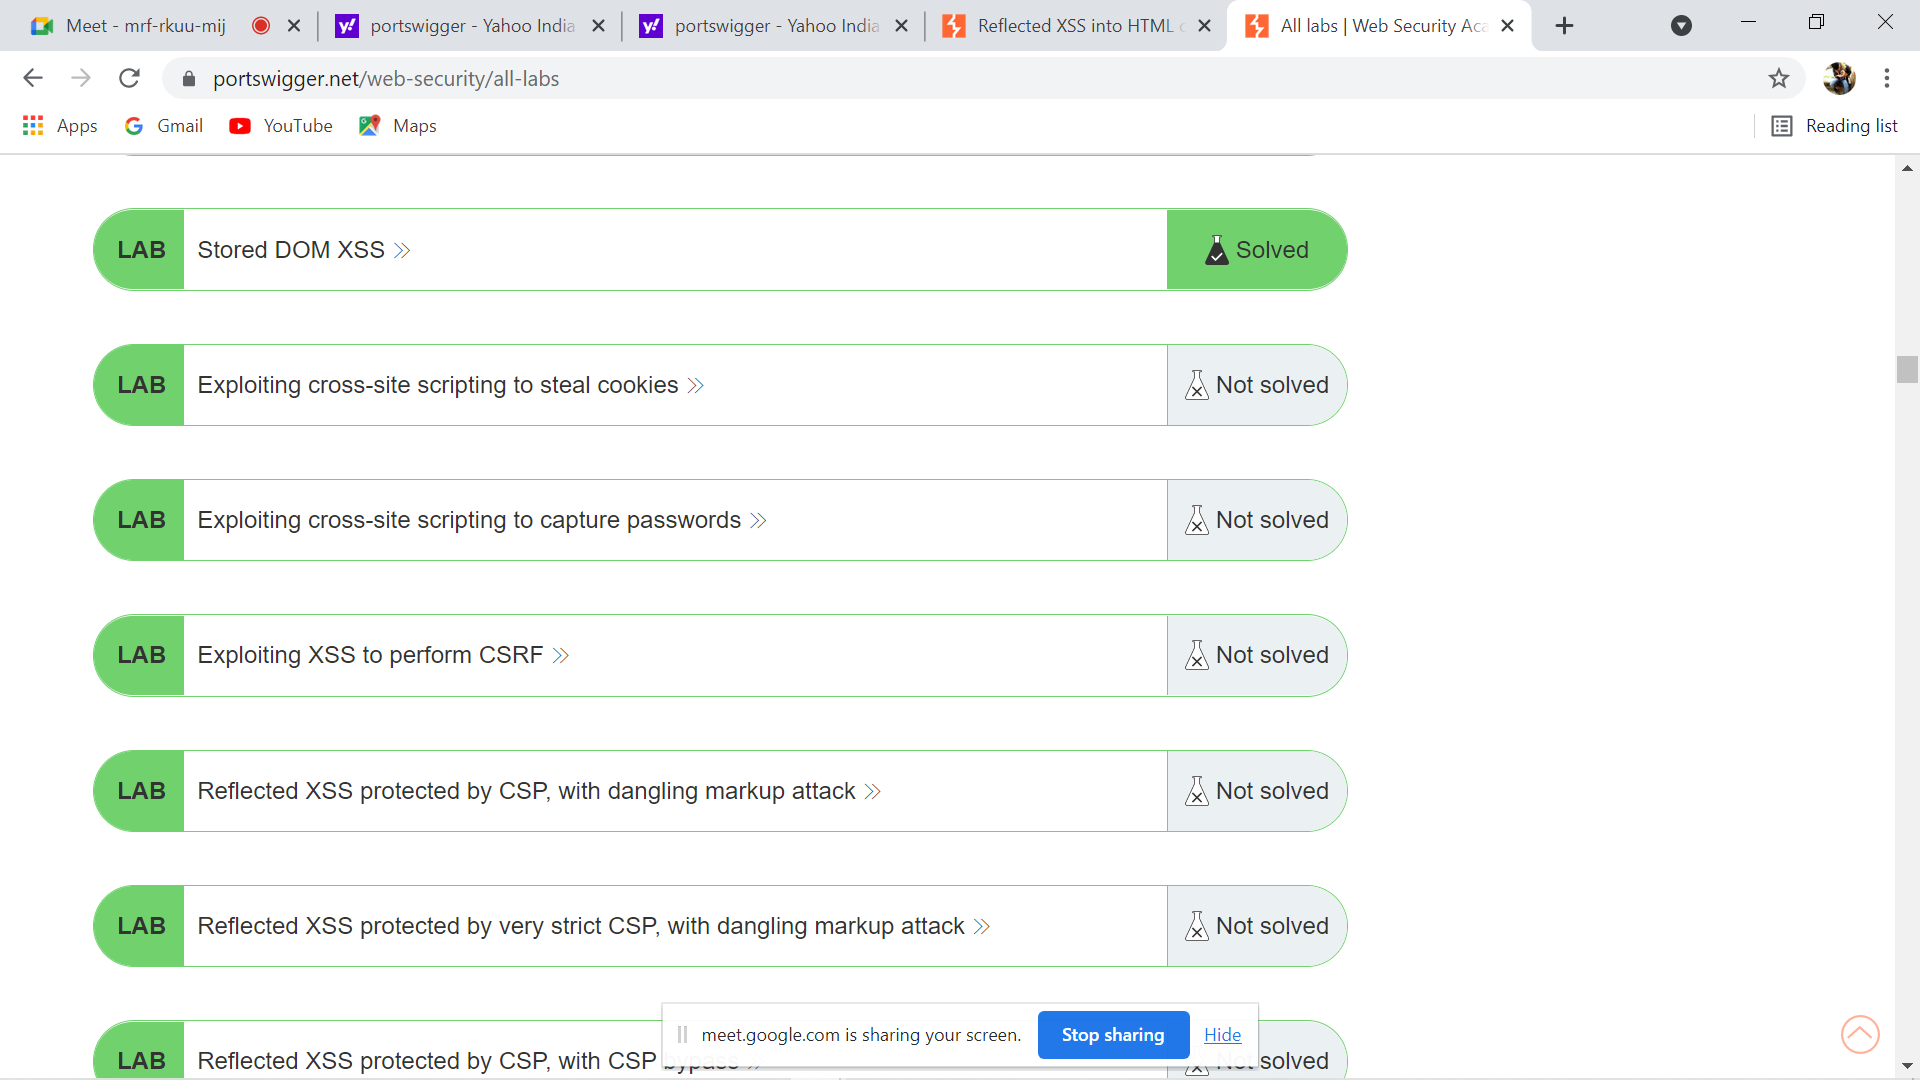 Meet - mrf-rkuu-mij
portswigger - Yahoo India
portswigger - Yahoo India
Reflected XSS into HTML c
All labs | Web Security Aca
portswigger.net/web-security/all-labs
Apps
Gmail
YouTube
Maps
Reading list
LAB Stored DOM XSS Solved
LAB Exploiting cross-site scripting to steal cookies Not solved
LAB Exploiting cross-site scripting to capture passwords Not solved
LAB Exploiting XSS to perform CSRF Not solved
LAB Reflected XSS protected by CSP, with dangling markup attack Not solved
LAB Reflected XSS protected by very strict CSP, with dangling markup attack Not solved
meet.google.com is sharing your screen. Stop sharing Hide
LAB Reflected XSS protected by CSP, with CSP bypass Not solved